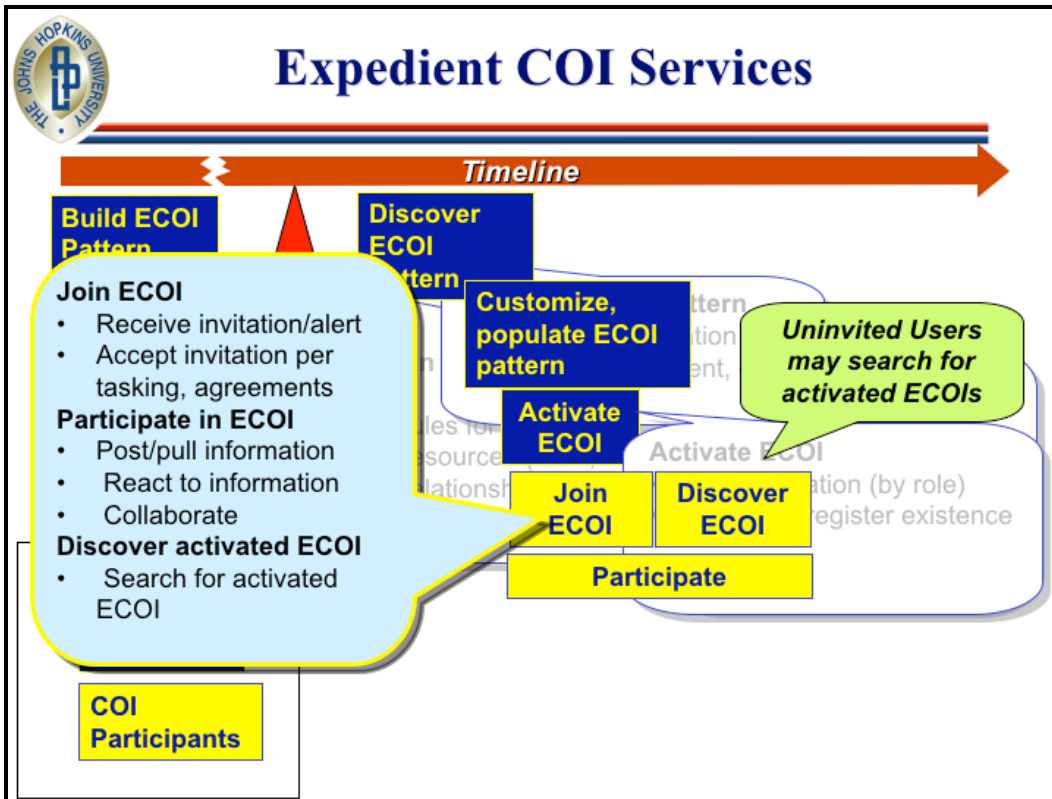 THE JOHNS HOPKINS UNIVERSITY
APL
Expedient COI Services
Timeline
Build ECOI
Pattern
Discover
ECOI
Customize,
populate ECOI
pattern
Uninvited Users
may search for
activated ECOIs
Join ECOI
• Receive invitation/alert
• Accept invitation per
tasking, agreements
Participate in ECOI
• Post/pull information
• React to information
• Collaborate
Discover activated ECOI
• Search for activated
ECOI
Activate
ECOI
Activate ECOI
(by role)
register existence
Join
ECOI
Discover
ECOI
Participate
COI
Participants